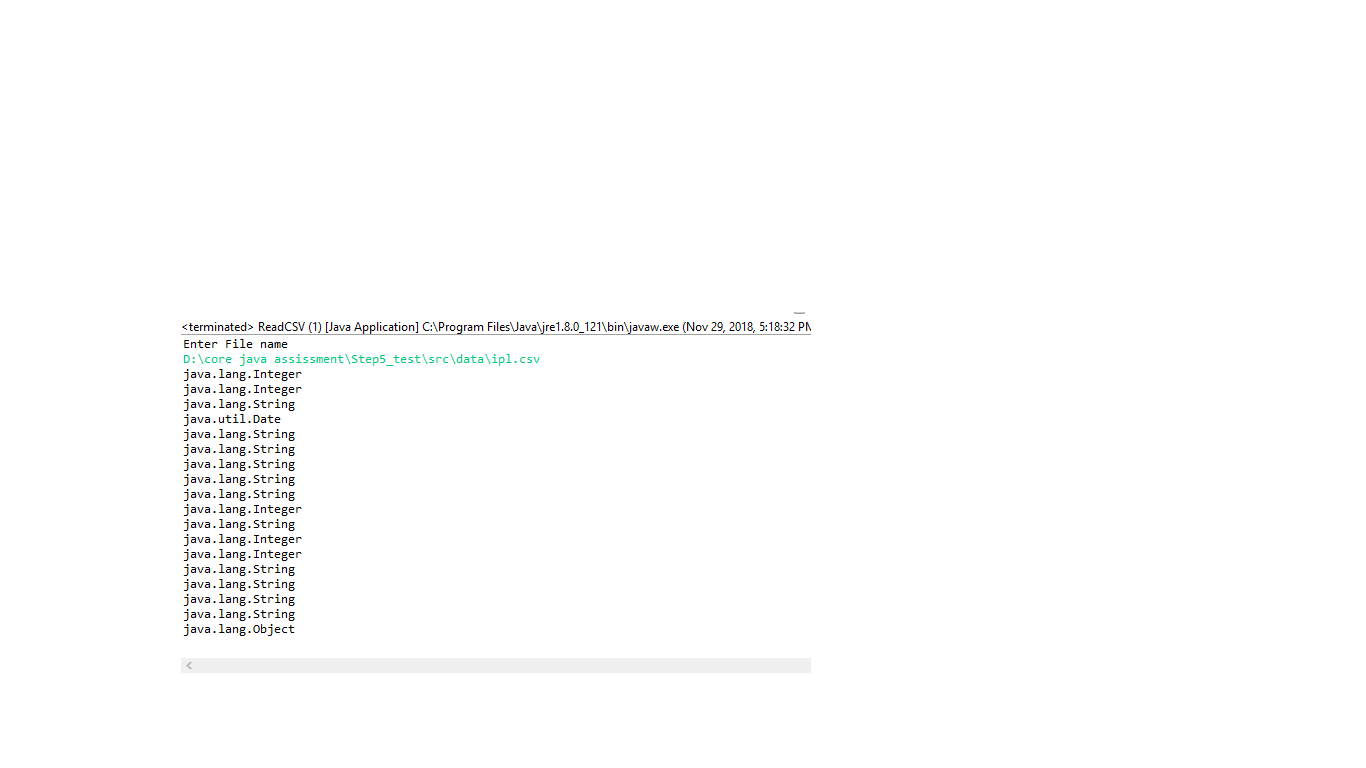 <terminated> ReadCSV (1) [Java Application] C:\Program Files\Java\jre1.8.0_121\bin\javaw.exe (Nov 29, 2018, 5:18:32 PM
Enter File name
D:\core java assissment\Step5_test\src\data\ipl.csv
java.lang.Integer
java.lang.Integer
java.lang.String
java.util.Date
java.lang.String
java.lang.String
java.lang.String
java.lang.String
java.lang.String
java.lang.Integer
java.lang.String
java.lang.Integer
java.lang.Integer
java.lang.String
java.lang.String
java.lang.String
java.lang.String
java.lang.Object